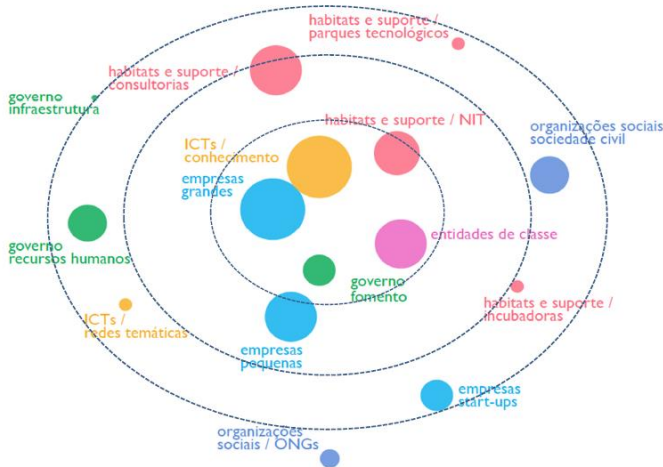 habitats e suporte /
parques tecnológicos
habitats e suporte /
consultorias
governo
infraestrutura
habitats e suporte / NIT
organizações sociais
sociedade civil
ICTs /
conhecimento
empresas
grandes
entidades de classe
governo
recursos humanos
governo
fomento
habitats e suporte /
incubadoras
ICTs /
redes temáticas
empresas
pequenas
empresas
start-ups
organizações
sociais / ONGs